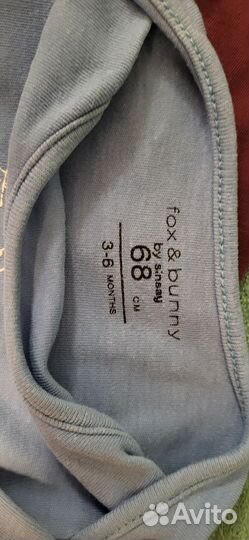 fox & bunny
by sinsay
68 CM
3-6 MONTHS
Avito